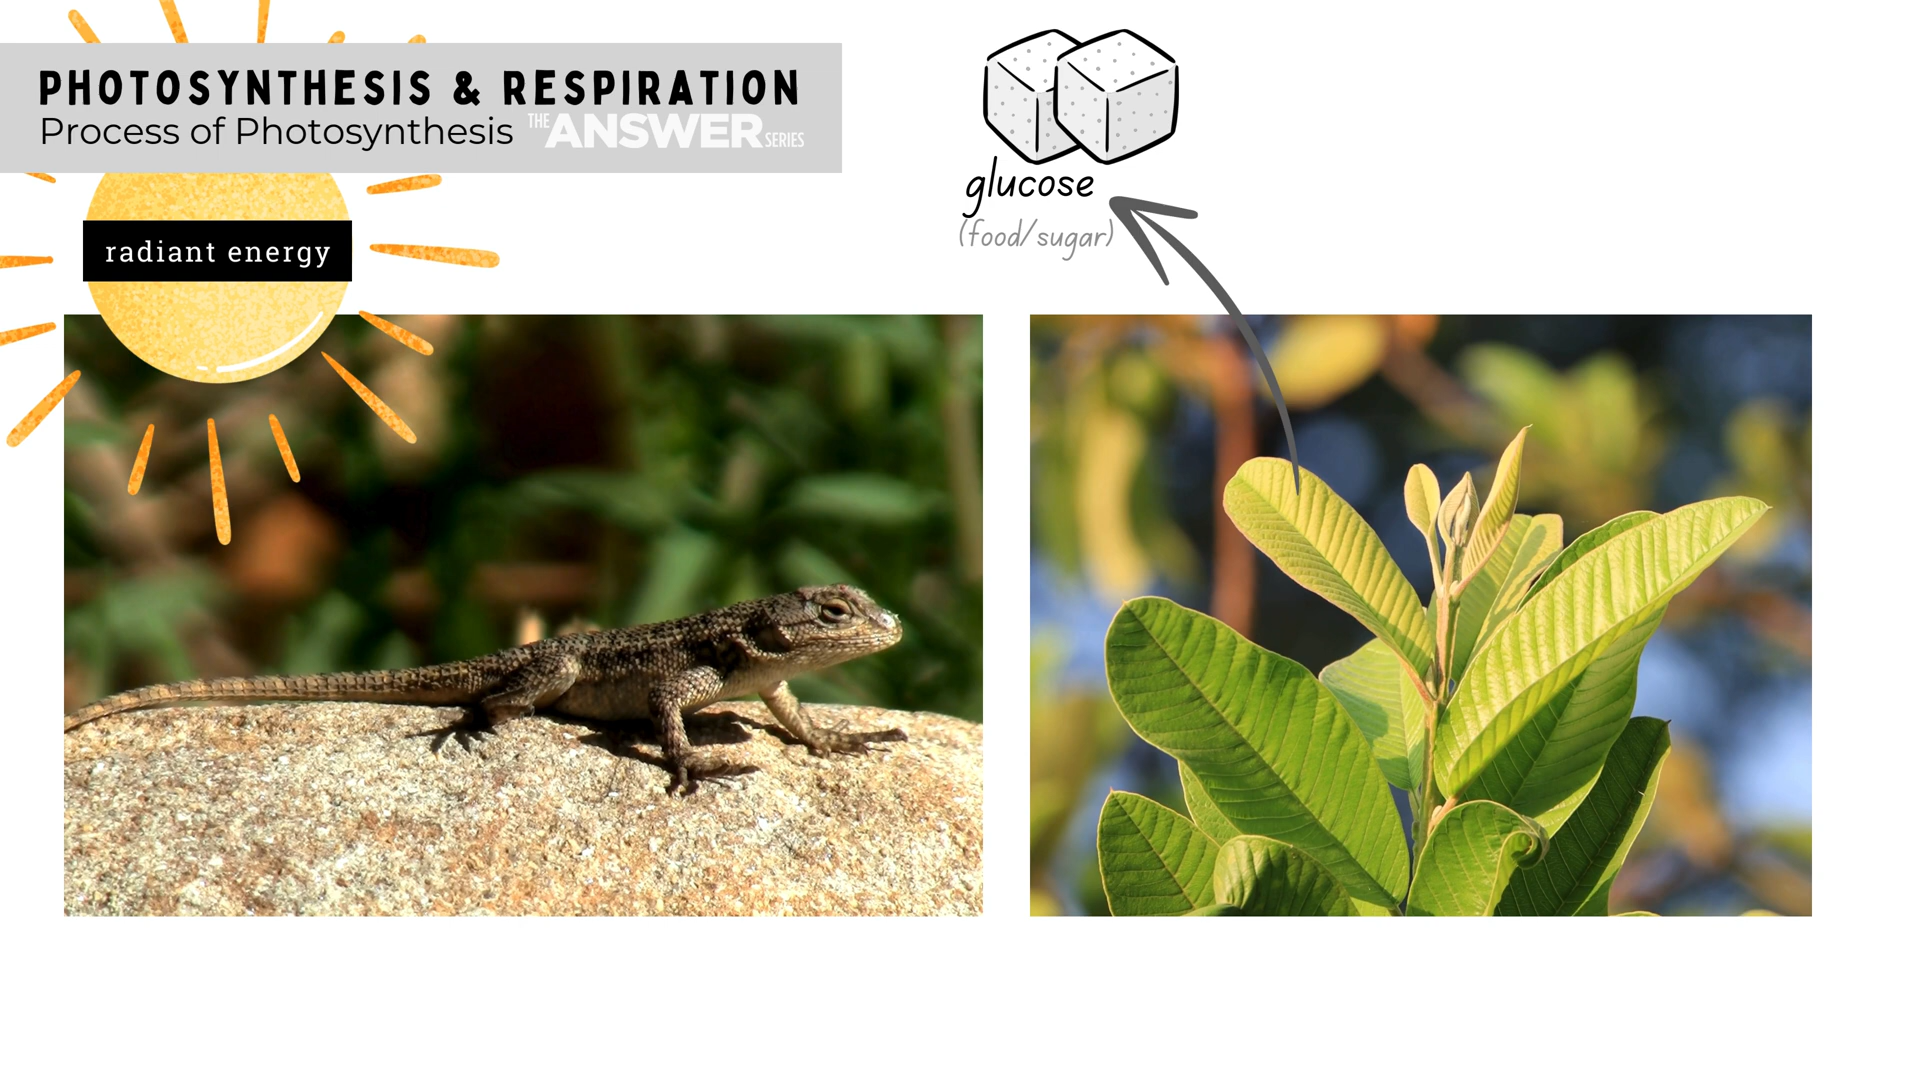 PHOTOSYNTHESIS & RESPIRATION
Process of Photosynthesis
THE ANSWER SERIES
radiant energy
glucose
(food/sugar)